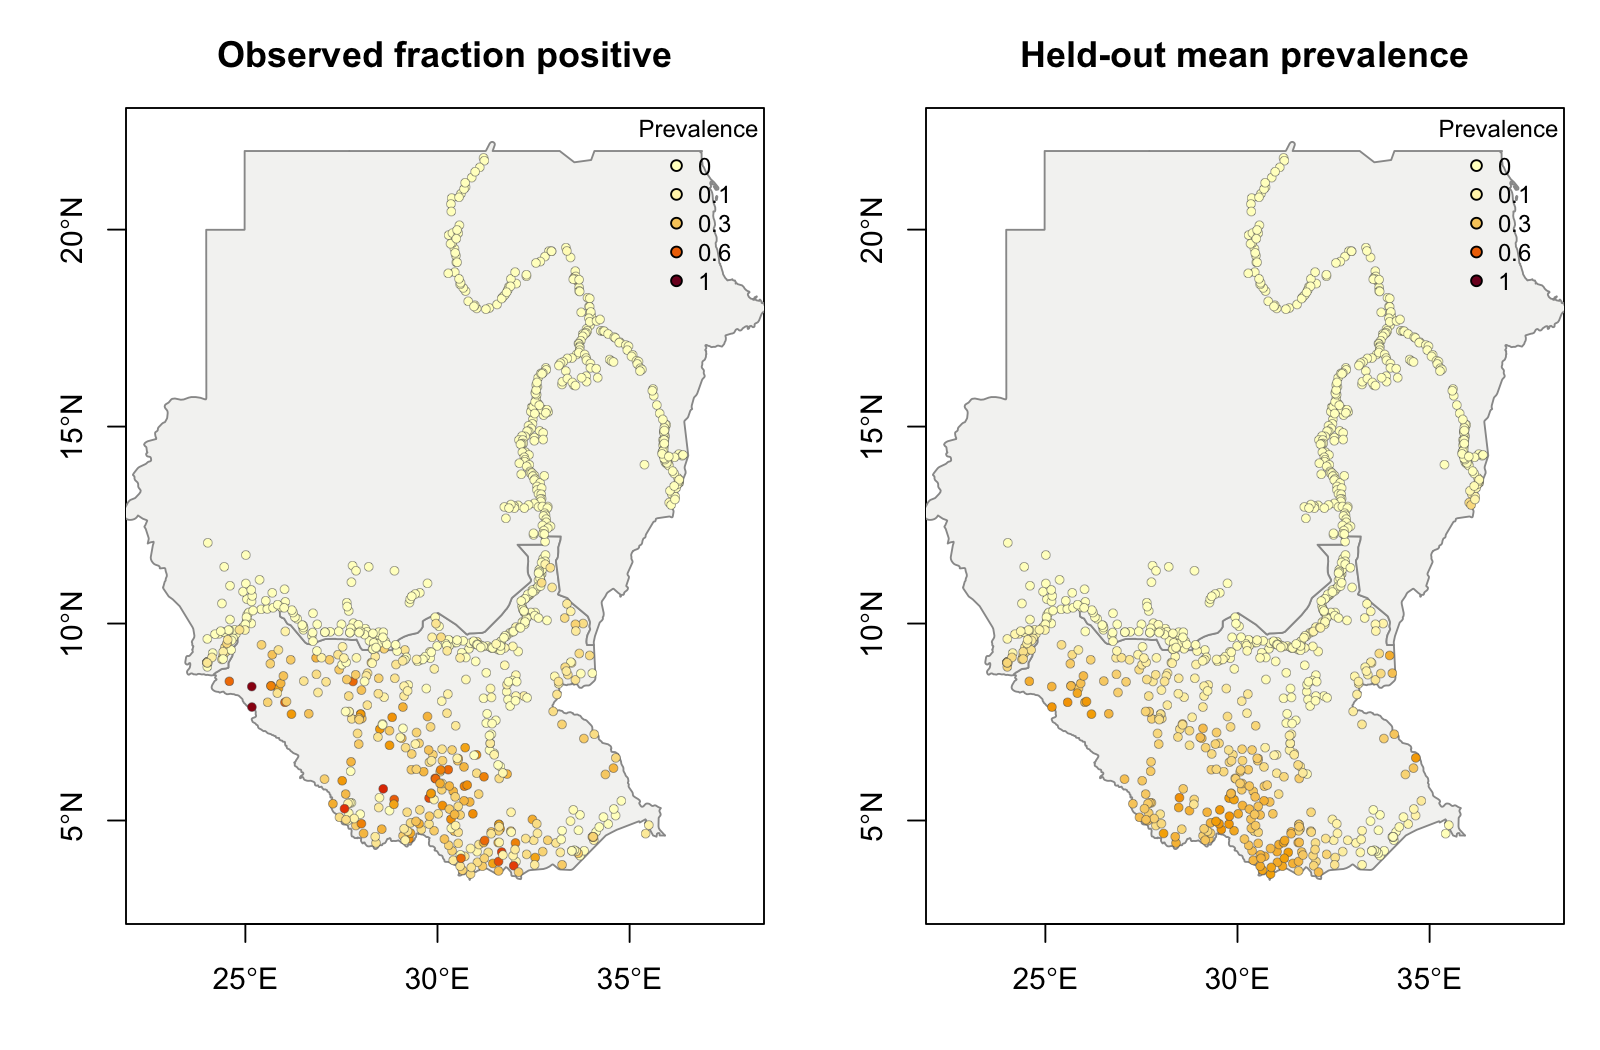 Observed fraction positive
Prevalence
0
0.1
0.3
0.6
1
20°N
15°N
10°N
5°N
25°E 30°E 35°E
Held-out mean prevalence
Prevalence
0
0.1
0.3
0.6
1
20°N
15°N
10°N
5°N
25°E 30°E 35°E